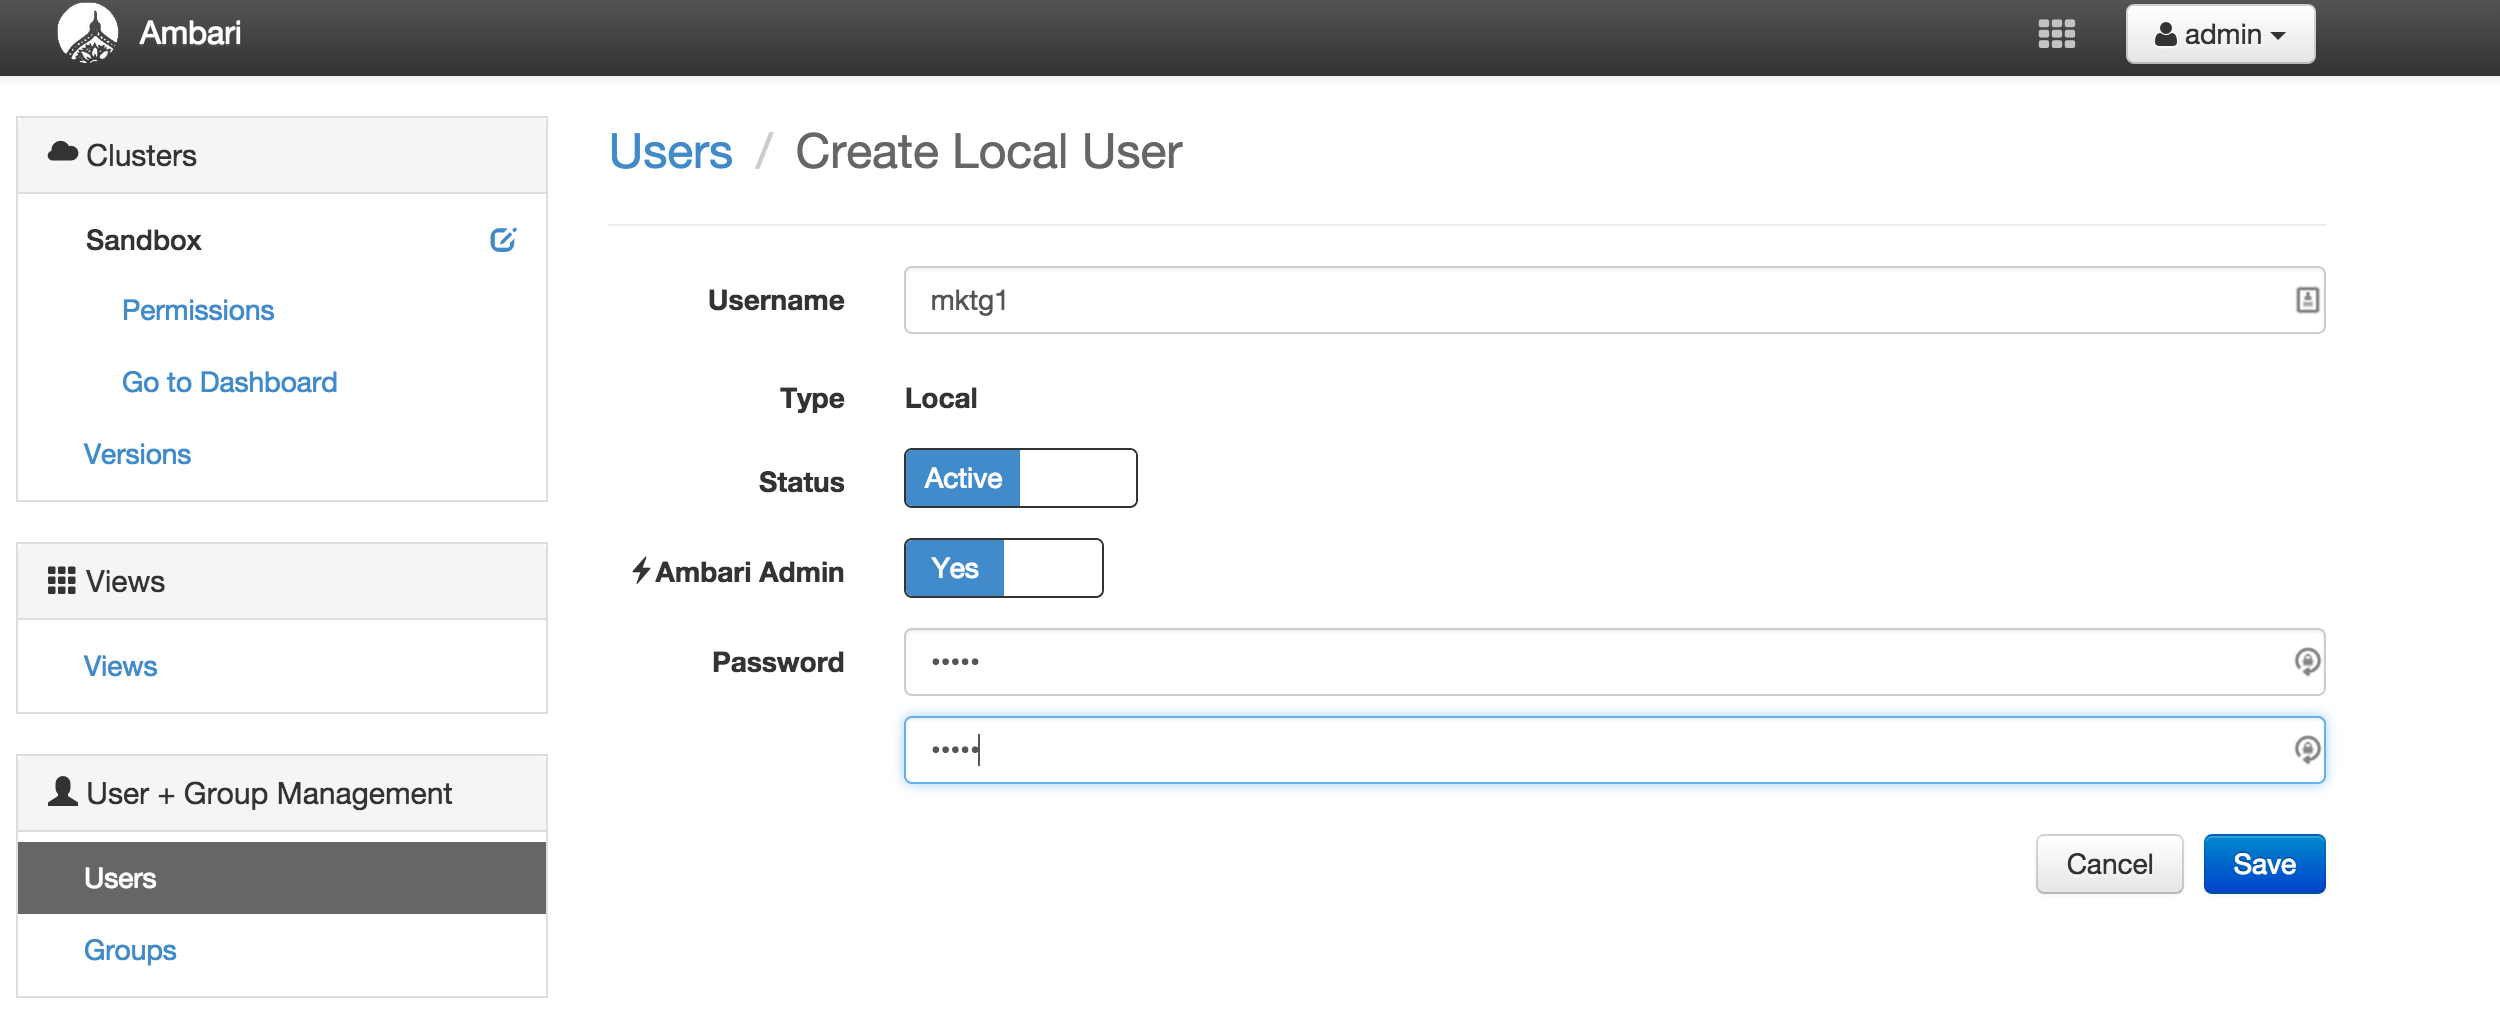 Ambari
admin
Clusters
Sandbox
Permissions
Go to Dashboard
Versions
Views
Views
User + Group Management
Users
Groups
Users / Create Local User
Username mktg1
Type Local
Status Active
Ambari Admin Yes
Password •••••
•••••
Cancel Save